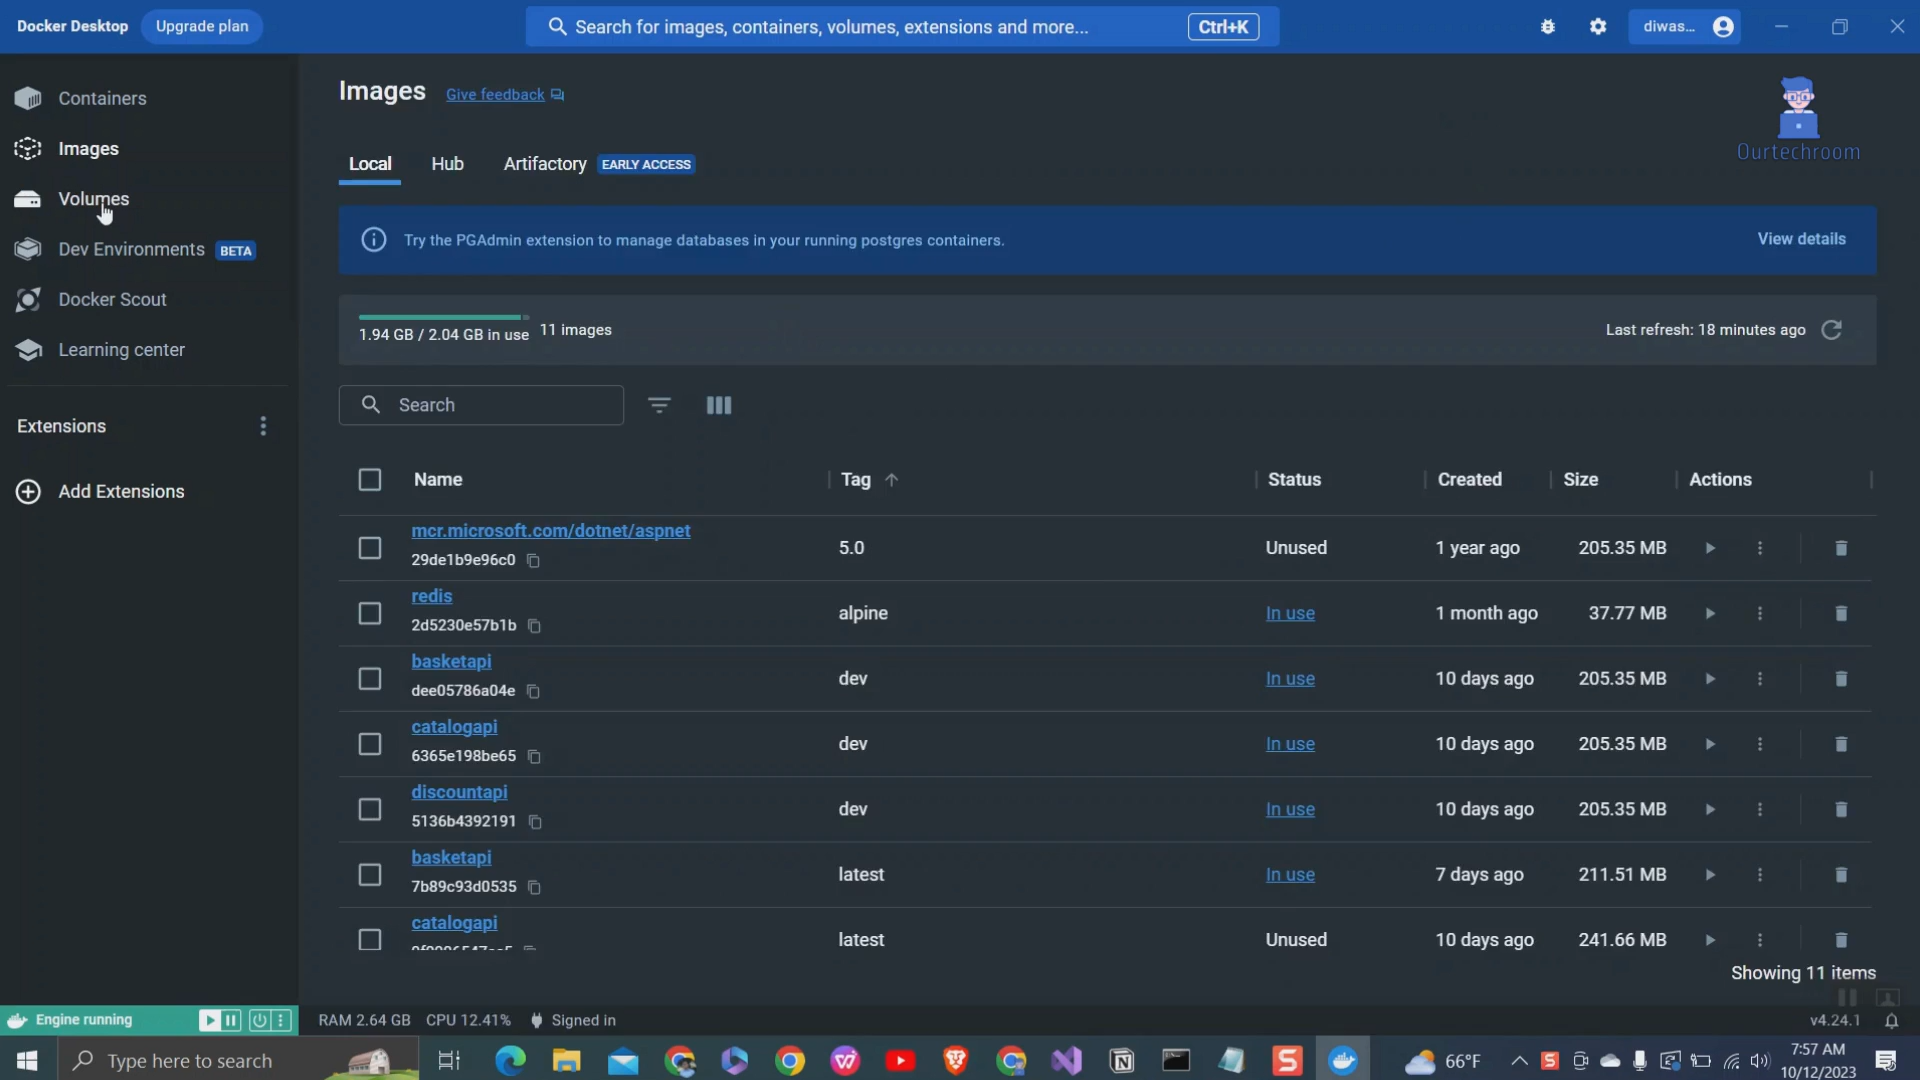 Docker Desktop Upgrade plan Search for images, containers, volumes, extensions and more... Ctrl+K diwas...
Containers
Images
Volumes
Dev Environments BETA
Docker Scout
Learning center
Extensions
Add Extensions
Images Give feedback
Ourtechroom
Local Hub Artifactory EARLY ACCESS
Try the PGAdmin extension to manage databases in your running postgres containers. View details
1.94 GB / 2.04 GB in use 11 images Last refresh: 18 minutes ago
Search
Name Tag Status Created Size Actions
mcr.microsoft.com/dotnet/aspnet
29de1b9e96c0 5.0 Unused 1 year ago 205.35 MB
redis
2d5230e57b1b alpine In use 1 month ago 37.77 MB
basketapi
dee05786a04e dev In use 10 days ago 205.35 MB
catalogapi
6365e198be65 dev In use 10 days ago 205.35 MB
discountapi
5136b4392191 dev In use 10 days ago 205.35 MB
basketapi
7b89c93d0535 latest In use 7 days ago 211.51 MB
catalogapi
latest Unused 10 days ago 241.66 MB
Showing 11 items
Engine running RAM 2.64 GB CPU 12.41% Signed in v4.24.1
Type here to search 66°F 7:57 AM
10/12/2023